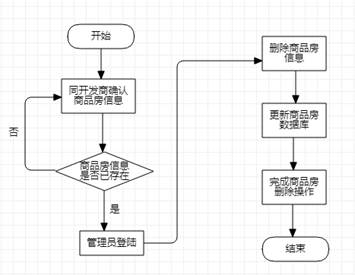 开始
同开发商确认
商品房信息
否
商品房信息
是否已存在
是
管理员登陆
删除商品房
信息
更新商品房
数据库
完成商品房
删除操作
结束